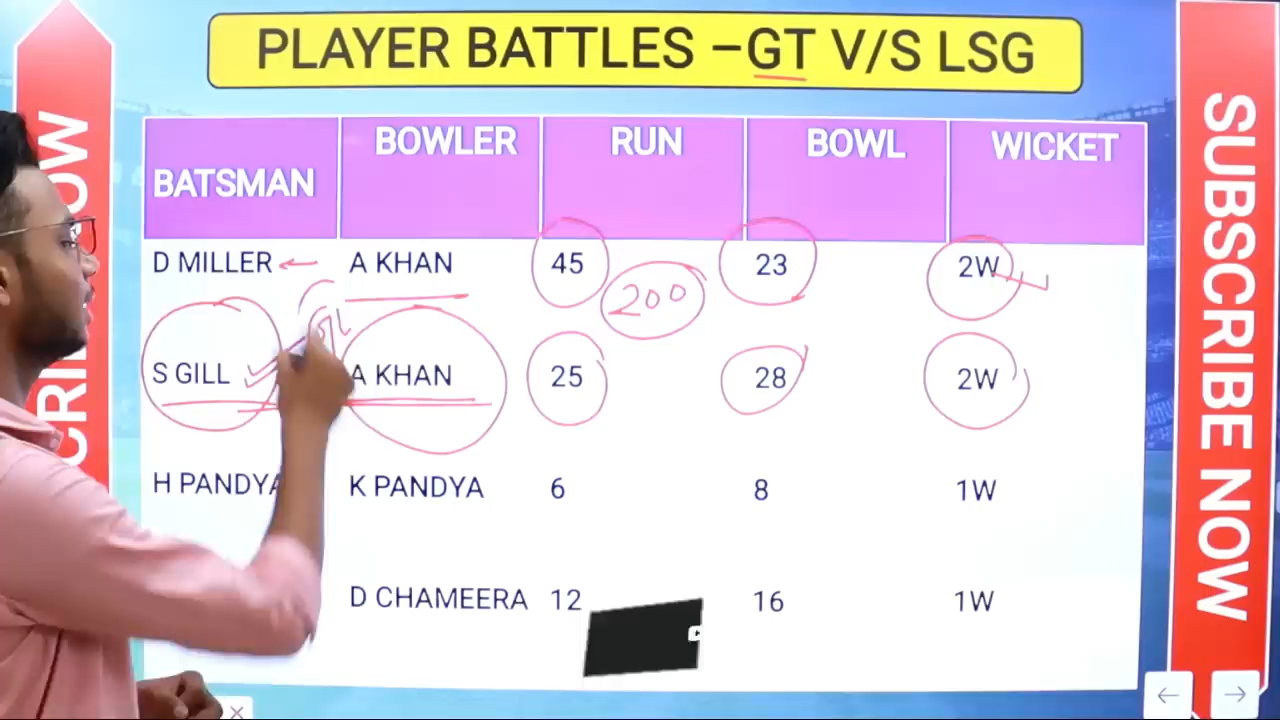 PLAYER BATTLES –GT V/S LSG
BATSMAN BOWLER RUN BOWL WICKET
D MILLER A KHAN 45 23 2W
200
S GILL A KHAN 25 28 2W
H PANDYA K PANDYA 6 8 1W
D CHAMEERA 12 16 1W
SUBSCRIBE NOW